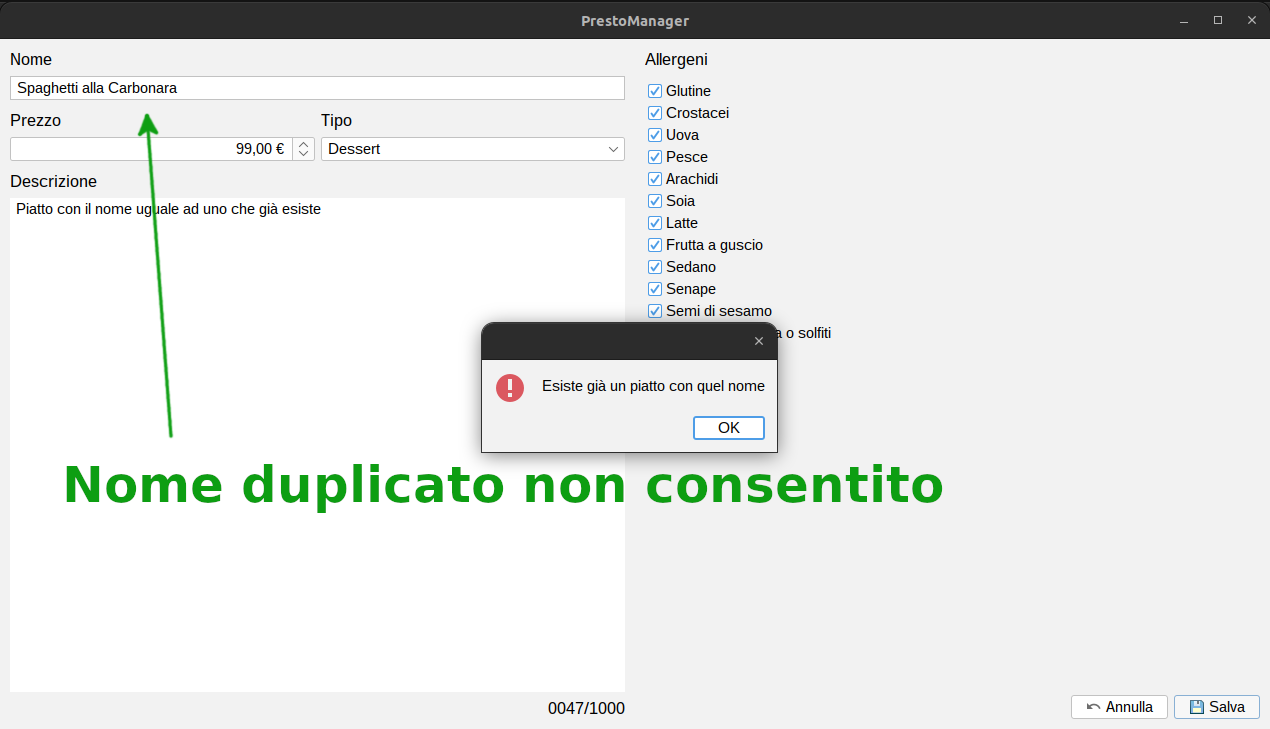 PrestoManager
Nome
Spaghetti alla Carbonara
Prezzo
Tipo
99,00 €
Dessert
Descrizione
Piatto con il nome uguale ad uno che già esiste
Allergeni
Glutine
Crostacei
Uova
Pesce
Arachidi
Soia
Latte
Frutta a guscio
Sedano
Senape
Semi di sesamo
a o solfiti
Esiste già un piatto con quel nome
OK
Nome duplicato non consentito
0047/1000
Annulla
Salva